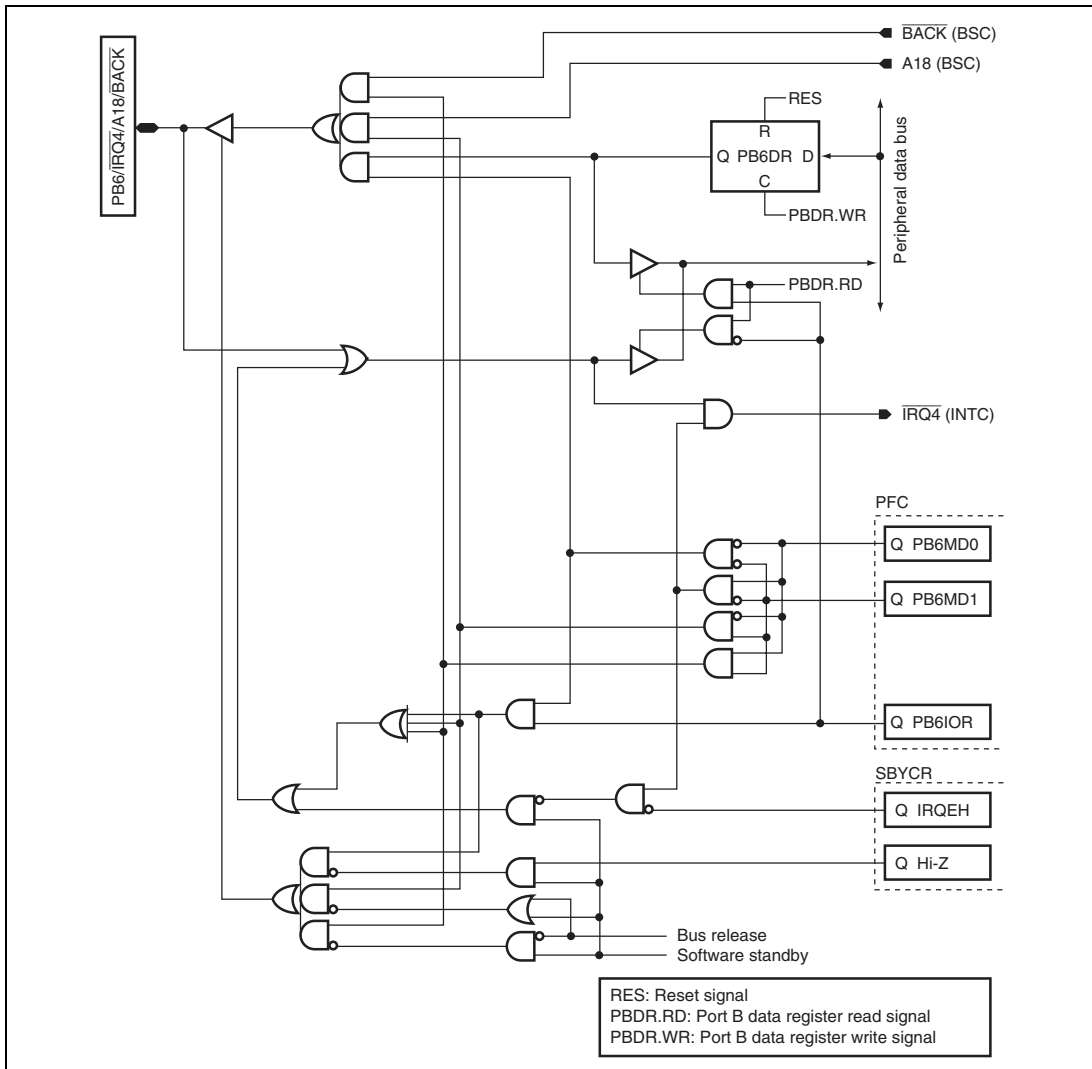 PB6/IRQ4/A18/BACK
BACK (BSC)
A18 (BSC)
RES
R
Q PB6DR D
C
PBDR.WR
Peripheral data bus
PBDR.RD
IRQ4 (INTC)
PFC
Q PB6MD0
Q PB6MD1
Q PB6IOR
SBYCR
Q IRQEH
Q Hi-Z
Bus release
Software standby
RES: Reset signal
PBDR.RD: Port B data register read signal
PBDR.WR: Port B data register write signal